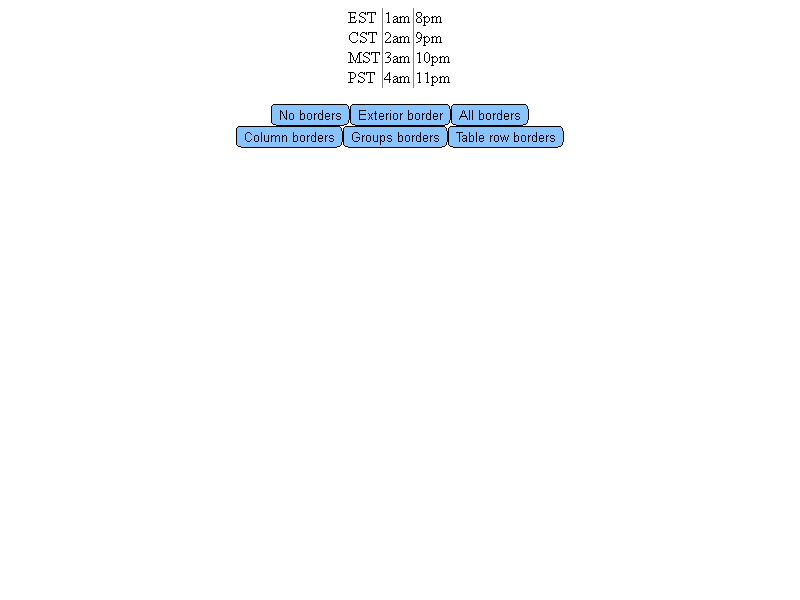 EST 1am 8pm
CST 2am 9pm
MST 3am 10pm
PST 4am 11pm
No borders Exterior border All borders
Column borders Groups borders Table row borders